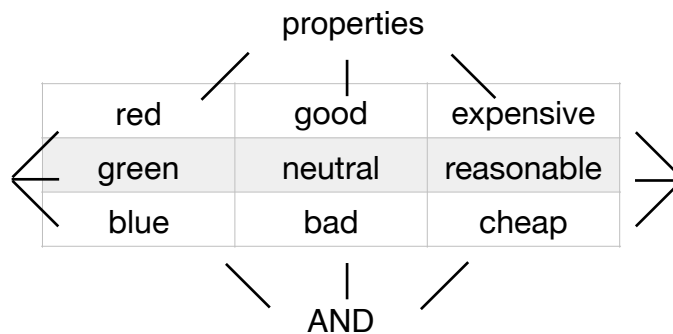 properties
red good expensive
green neutral reasonable
blue bad cheap
AND